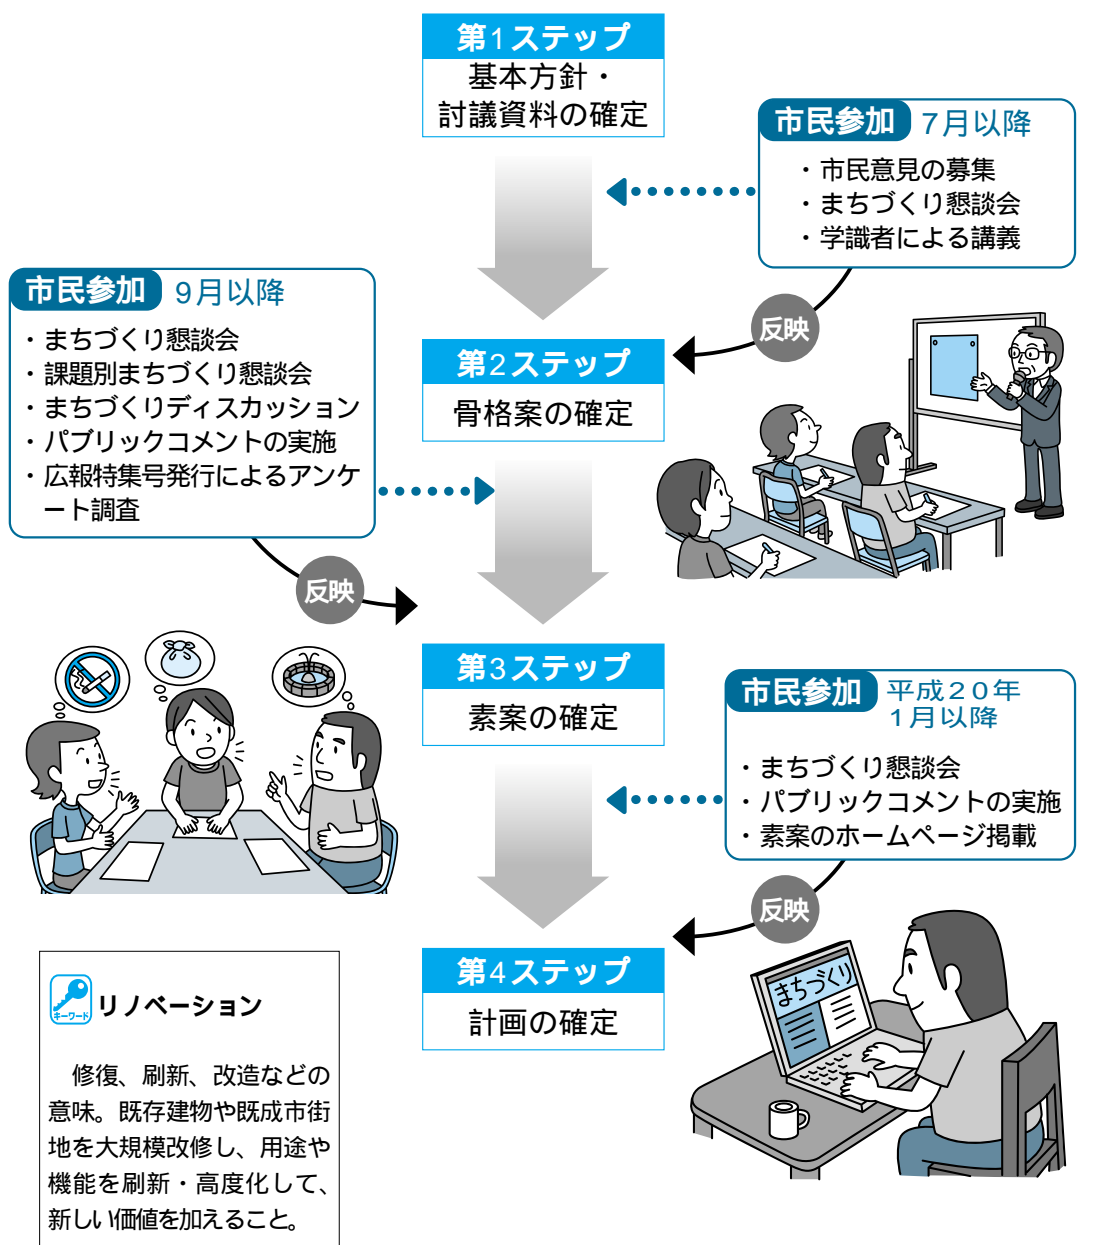 第1ステップ
基本方針・
討議資料の確定
市民参加 7月以降
・市民意見の募集
・まちづくり懇談会
・学識者による講義
反映
市民参加 9月以降
・まちづくり懇談会
・課題別まちづくり懇談会
・まちづくりディスカッション
・パブリックコメントの実施
・広報特集号発行によるアンケ
ート調査
反映
第2ステップ
骨格案の確定
第3ステップ
素案の確定
市民参加 平成20年
1月以降
・まちづくり懇談会
・パブリックコメントの実施
・素案のホームページ掲載
反映
第4ステップ
計画の確定
まちづくり
キーワード
リノベーション
修復、刷新、改造などの
意味。既存建物や既成市街
地を大規模改修し、用途や
機能を刷新・高度化して、
新しい価値を加えること。